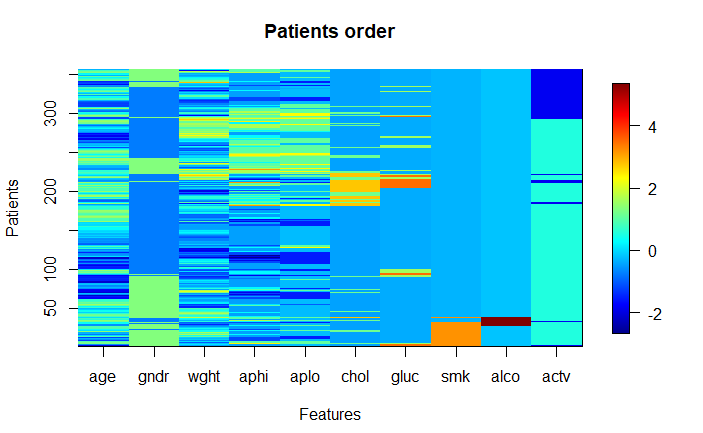 Patients order
Patients
300
200
100
50
4
2
0
-2
age gndr wght aphi aplo chol gluc smk alco actv
Features